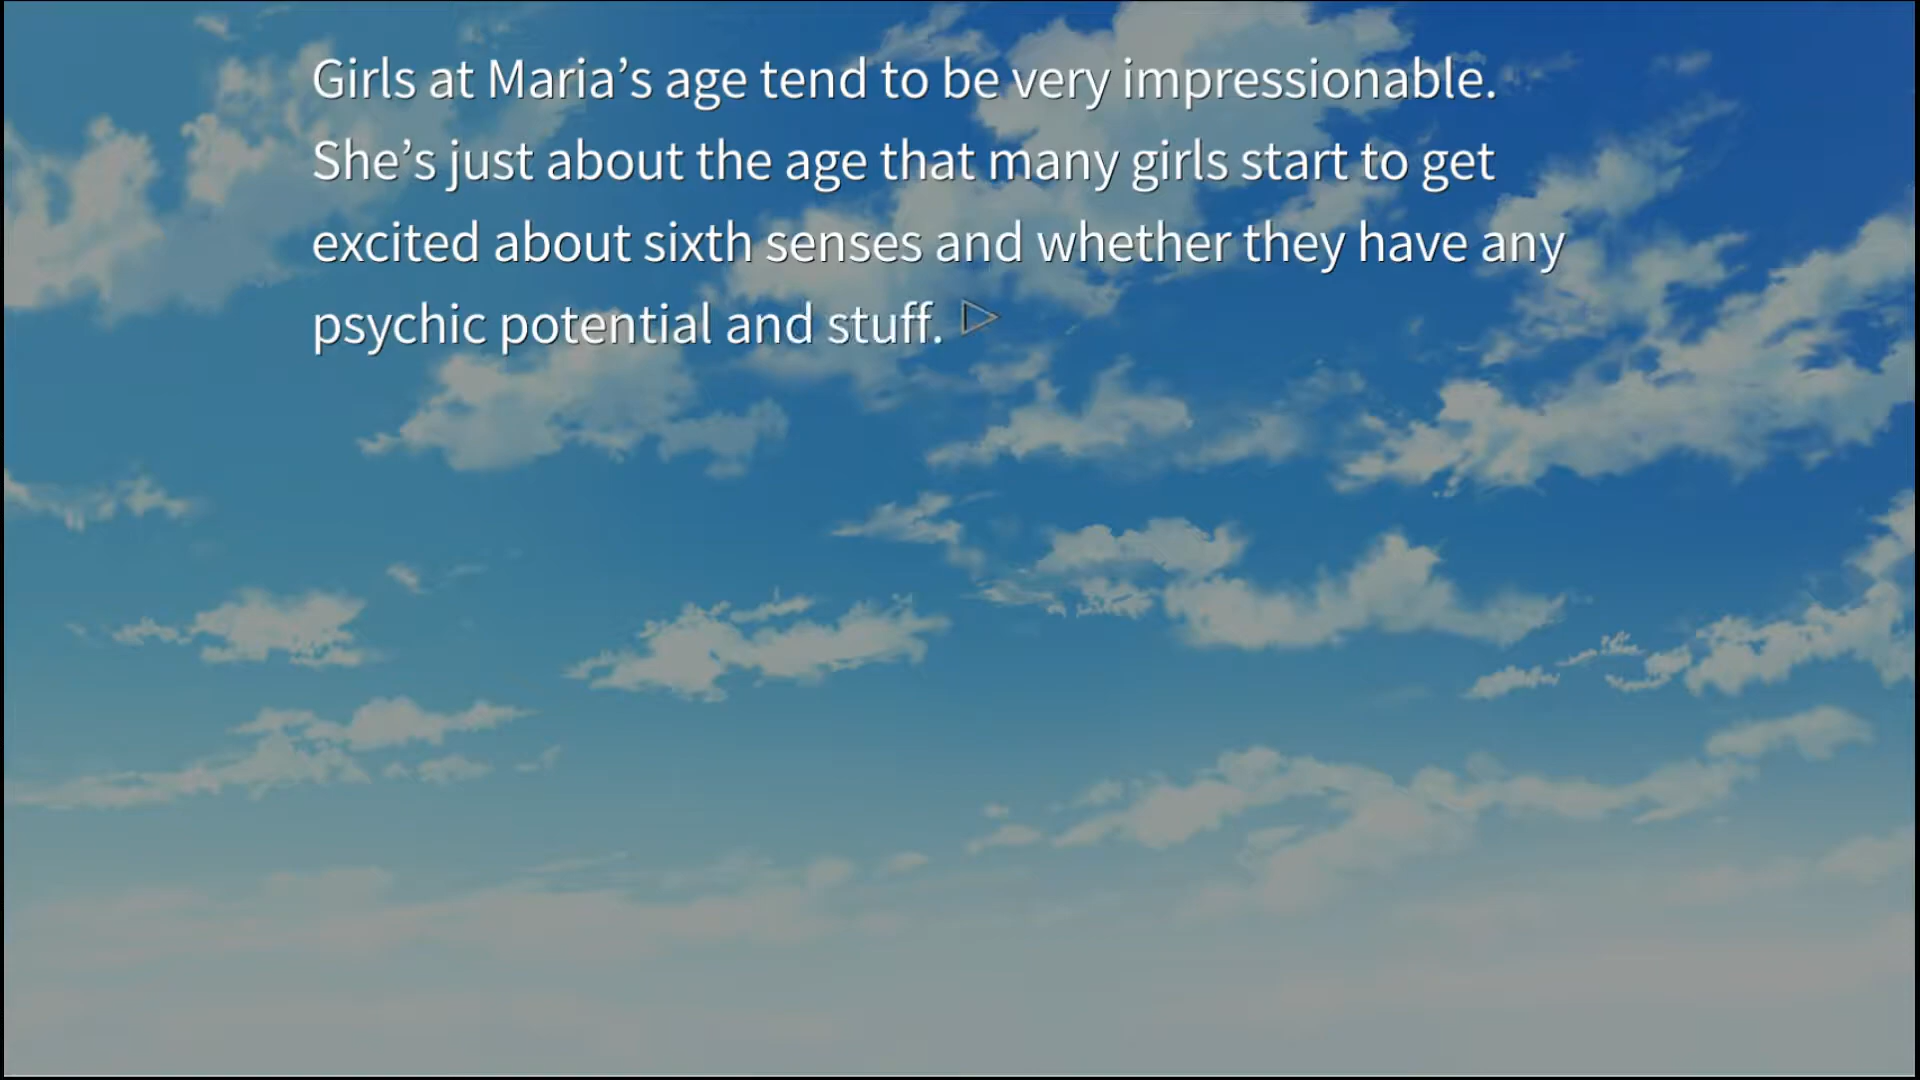 Girls at Maria’s age tend to be very impressionable.
She’s just about the age that many girls start to get
excited about sixth senses and whether they have any
psychic potential and stuff.